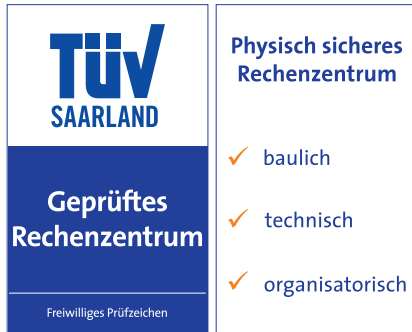 TÜV
SAARLAND
Geprüftes
Rechenzentrum
Freiwilliges Prüfzeichen
Physisch sicheres
Rechenzentrum
baulich
technisch
organisatorisch